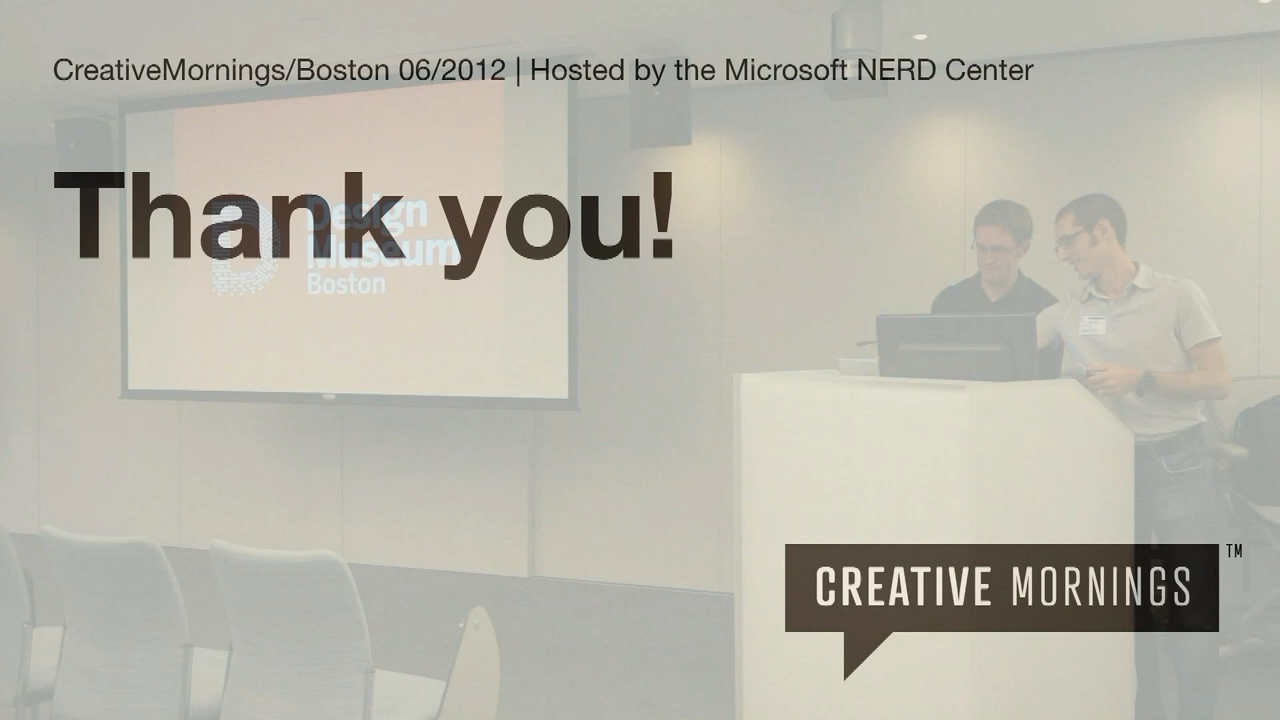 CreativeMornings/Boston 06/2012 | Hosted by the Microsoft NERD Center
Thank you!
Design
Museum
Boston
CREATIVE MORNINGS ™